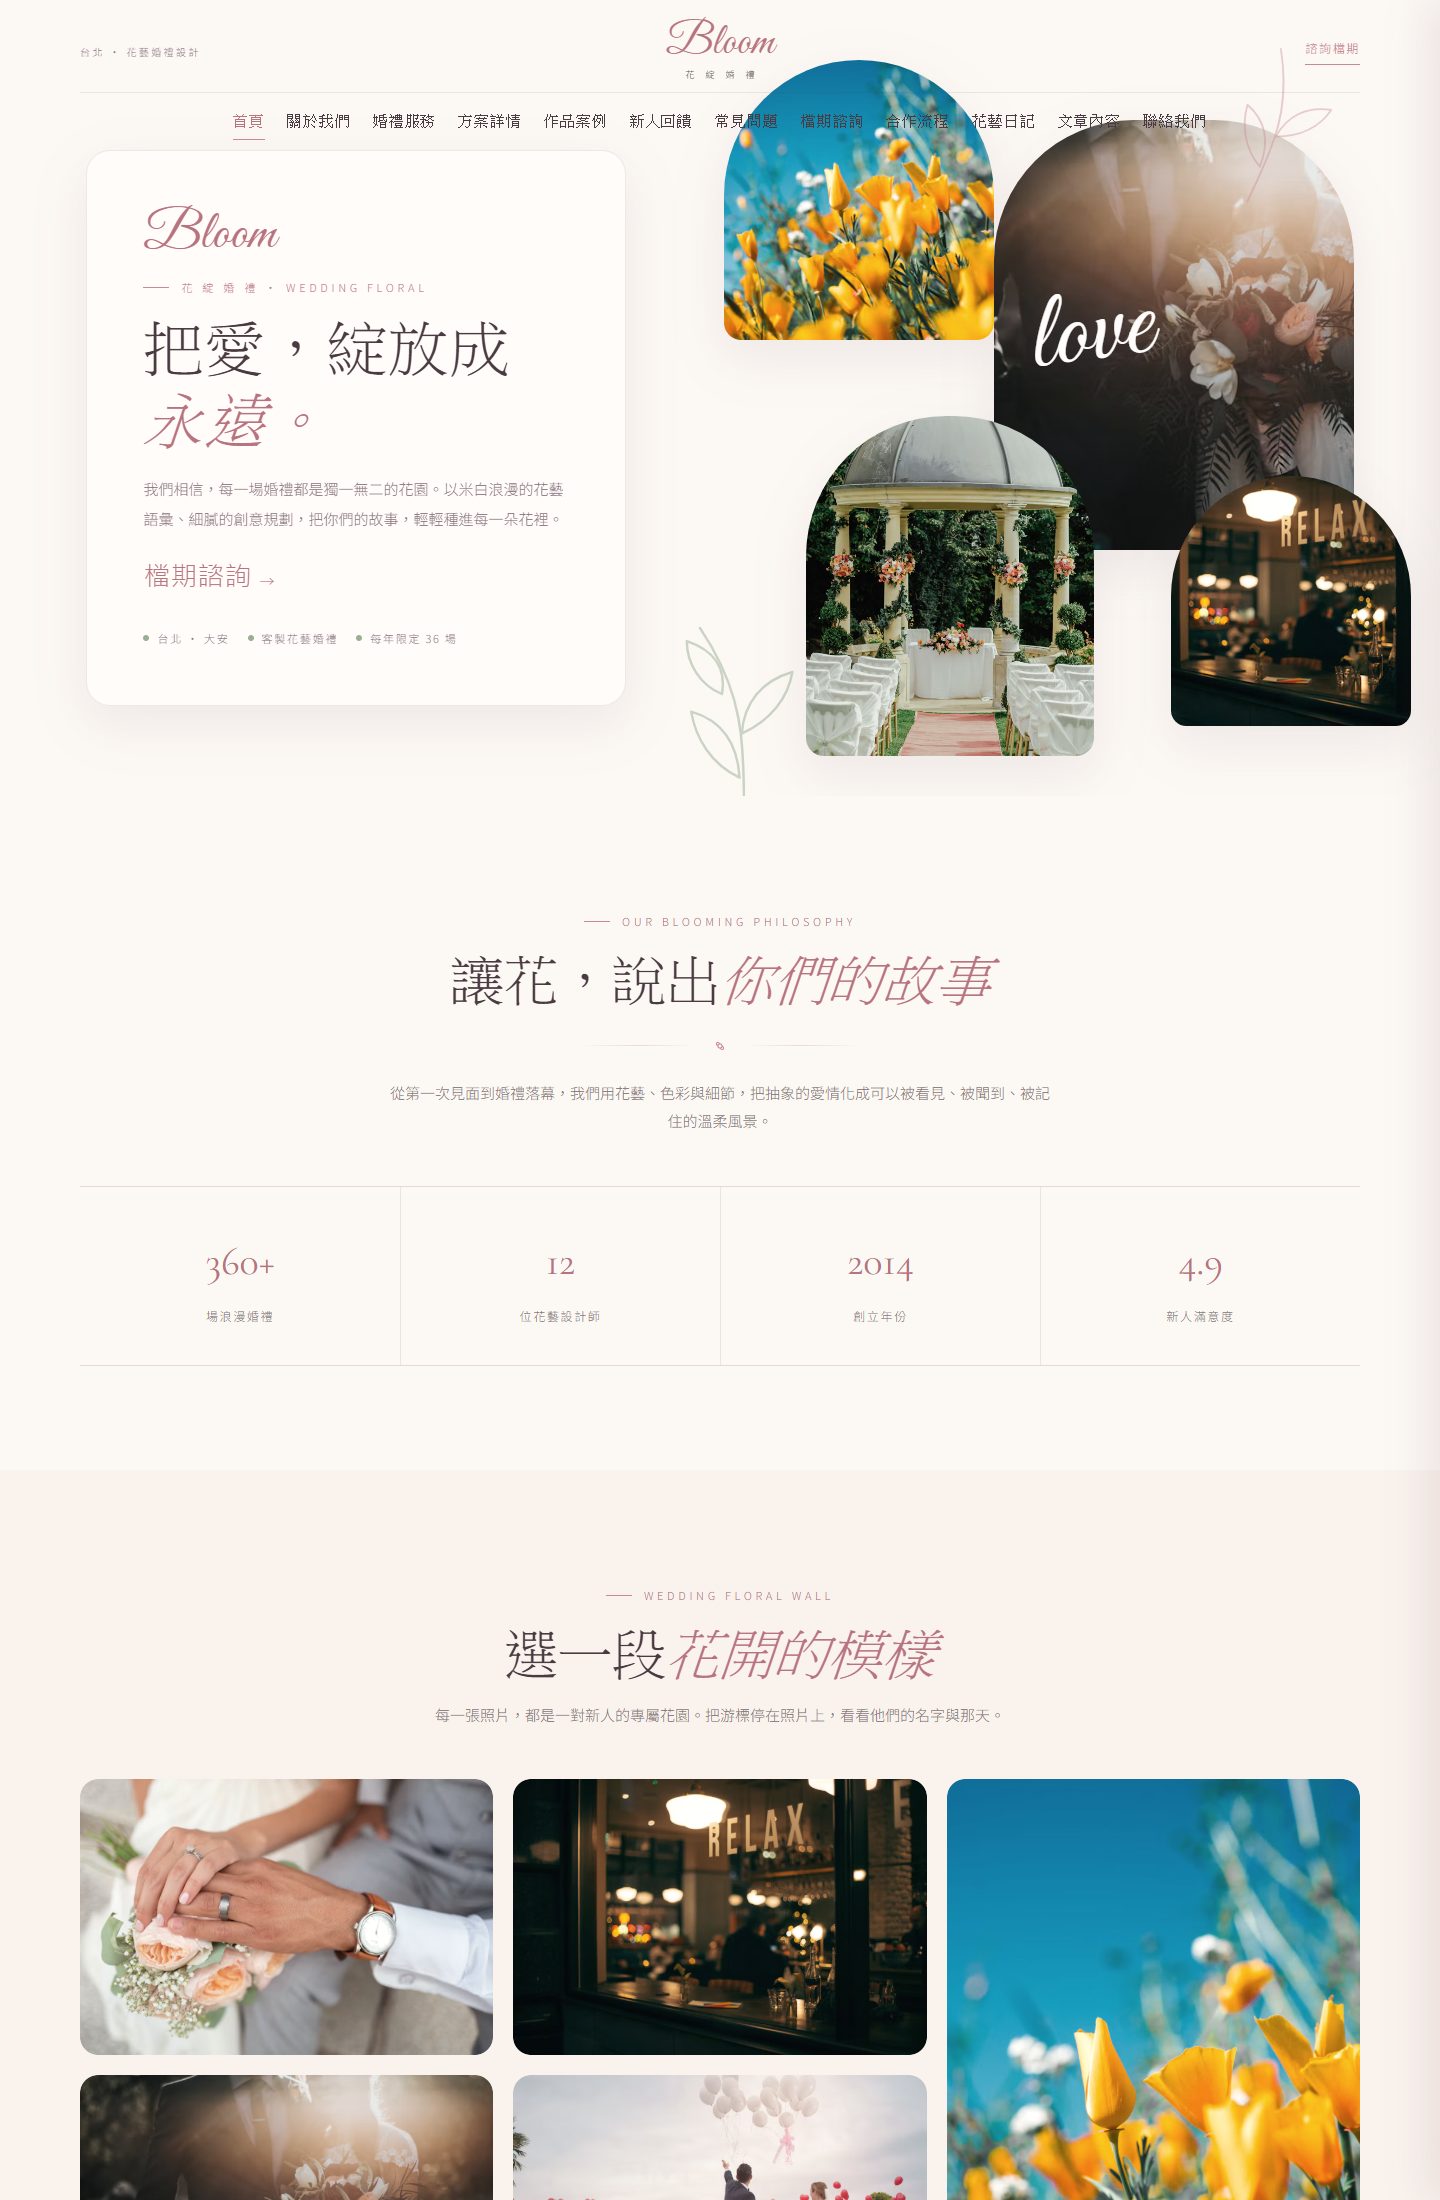 台北 · 花藝婚禮設計
Bloom
花綻婚禮
諮詢檔期
首頁 關於我們 婚禮服務 方案詳情 作品案例 新人回饋 常見問題 檔期諮詢 合作流程 花藝日記 文章內容 聯絡我們
Bloom
花綻婚禮 · WEDDING FLORAL
把愛，綻放成
永遠。
我們相信，每一場婚禮都是獨一無二的花園。以米白浪漫的花藝
語彙、細膩的創意規劃，把你們的故事，輕輕種進每一朵花裡。
檔期諮詢 →
台北 · 大安 客製花藝婚禮 每年限定 36 場
love
RELAX
OUR BLOOMING PHILOSOPHY
讓花，說出你們的故事
從第一次見面到婚禮落幕，我們用花藝、色彩與細節，把抽象的愛情化成可以被看見、被聞到、被記
住的溫柔風景。
360+
場浪漫婚禮
12
位花藝設計師
2014
創立年份
4.9
新人滿意度
WEDDING FLORAL WALL
選一段花開的模樣
每一張照片，都是一對新人的專屬花園。把游標停在照片上，看看他們的名字與那天。
RELAX